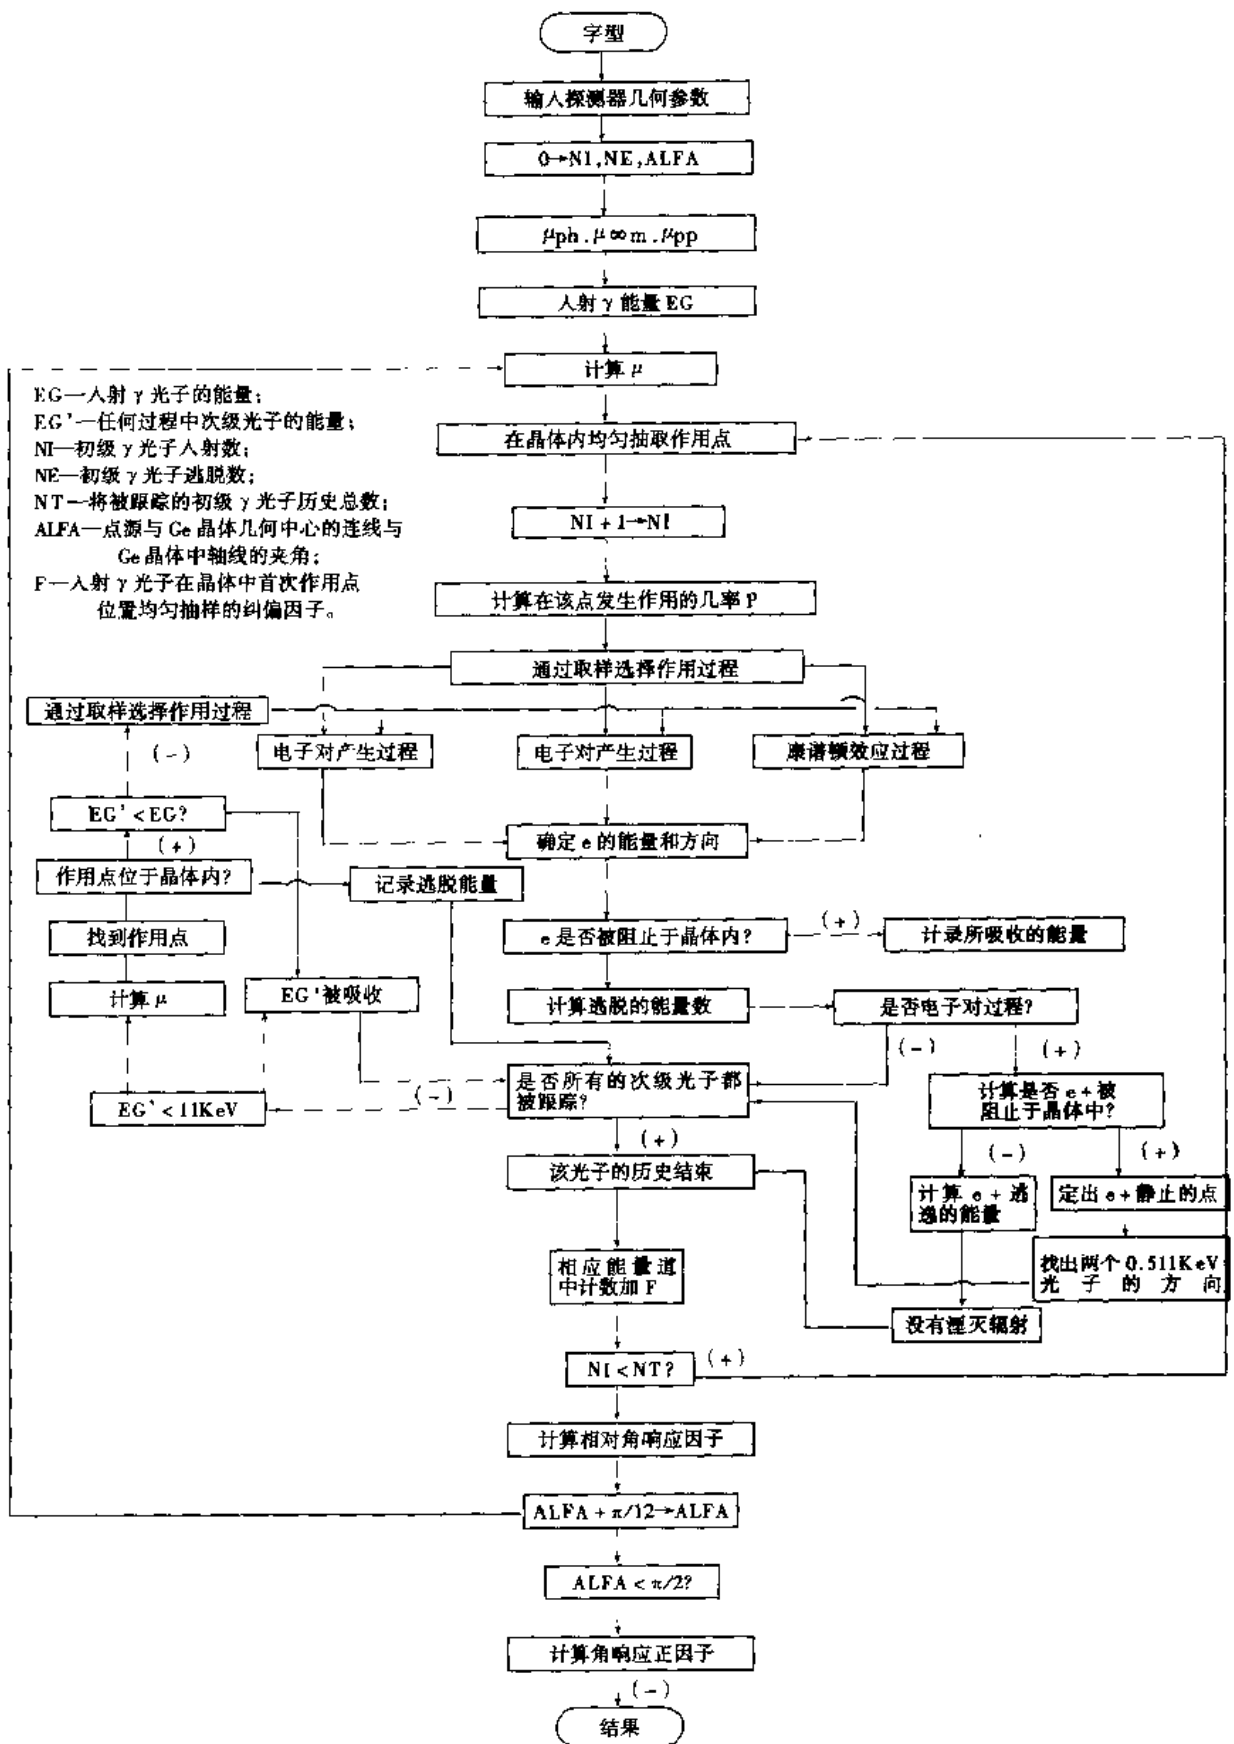 字型
输入探测器几何参数
0→NI,NE,ALFA
μph.μ∞m.μpp
入射γ能量EG
计算μ
EG—入射γ光子的能量;
EG'—任何过程中次级光子的能量;
NI—初级γ光子入射数;
NE—初级γ光子逃脱数;
NT—将被跟踪的初级γ光子历史总数;
ALFA—点源与Ge晶体几何中心的连线与
Ge晶体中轴线的夹角;
F—入射γ光子在晶体中首次作用点
位置均匀抽样的纠偏因子。
在晶体内均匀抽取作用点
NI+1→NI
计算在该点发生作用的几率P
通过取样选择作用过程
通过取样选择作用过程
(-)
电子对产生过程
电子对产生过程
康谱顿效应过程
EG'<EG?
(+)
确定e的能量和方向
作用点位于晶体内?
记录逃脱能量
找到作用点
e是否被阻止于晶体内?
(+)
计录所吸收的能量
计算μ
EG'被吸收
计算逃脱的能量数
是否电子对过程?
(-)
(+)
EG'<11KeV
(-)
是否所有的次级光子都
被跟踪?
计算是否e+被
阻止于晶体中?
(+)
(-)
(+)
该光子的历史结束
计算e+逃
逸的能量
定出e+静止的点
相应能量道
中计数加F
找出两个0.511KeV
光子的方向
没有湮灭辐射
NI<NT?
(+)
计算相对角响应因子
ALFA+π/12→ALFA
ALFA<π/2?
计算角响应正因子
(-)
结果